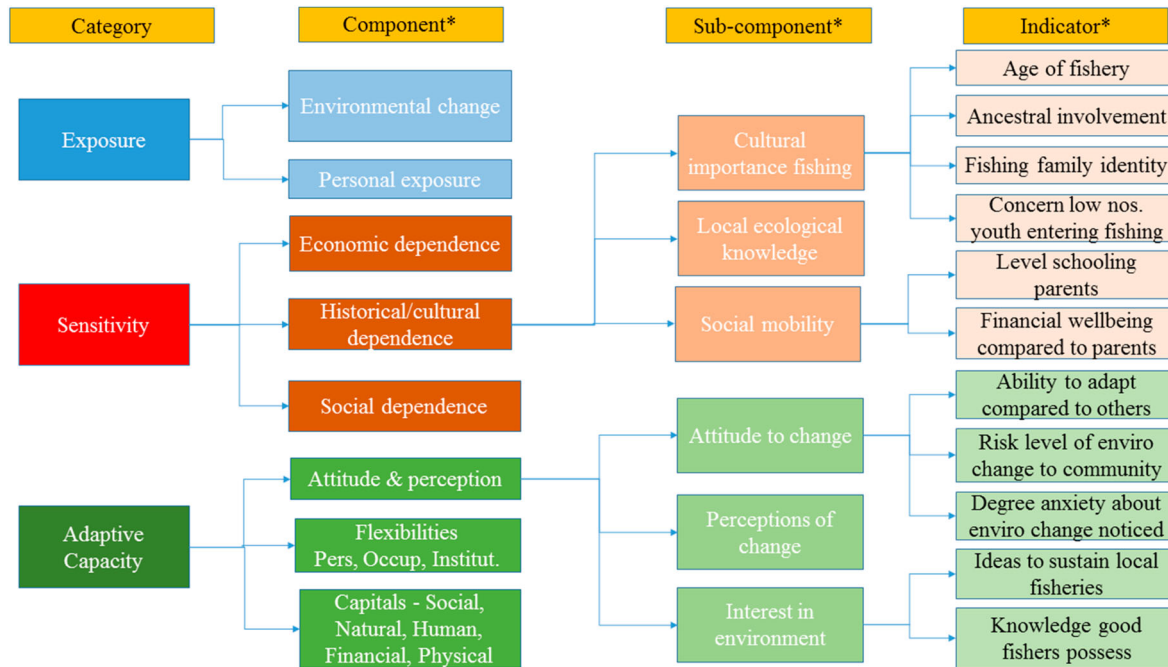 Category
Component*
Sub-component*
Indicator*
Exposure
Environmental change
Personal exposure
Sensitivity
Economic dependence
Historical/cultural
dependence
Social dependence
Adaptive
Capacity
Attitude & perception
Flexibilities
Pers, Occup, Institut.
Capitals - Social,
Natural, Human,
Financial, Physical
Cultural
importance fishing
Local ecological
knowledge
Social mobility
Attitude to change
Perceptions of
change
Interest in
environment
Age of fishery
Ancestral involvement
Fishing family identity
Concern low nos.
youth entering fishing
Level schooling
parents
Financial wellbeing
compared to parents
Ability to adapt
compared to others
Risk level of enviro
change to community
Degree anxiety about
enviro change noticed
Ideas to sustain local
fisheries
Knowledge good
fishers possess